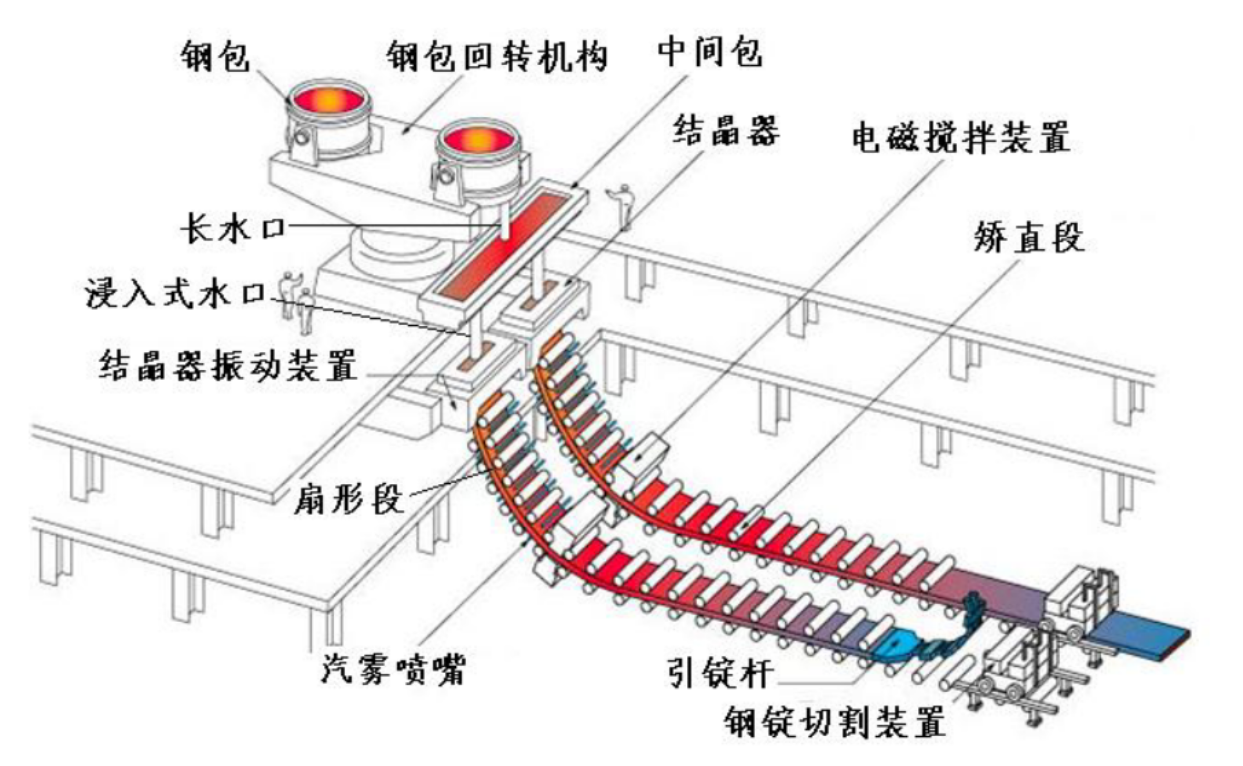 钢包
钢包回转机构
中间包
结晶器
电磁搅拌装置
长水口
矫直段
浸入式水口
结晶器振动装置
扇形段
汽雾喷嘴
引锭杆
钢锭切割装置